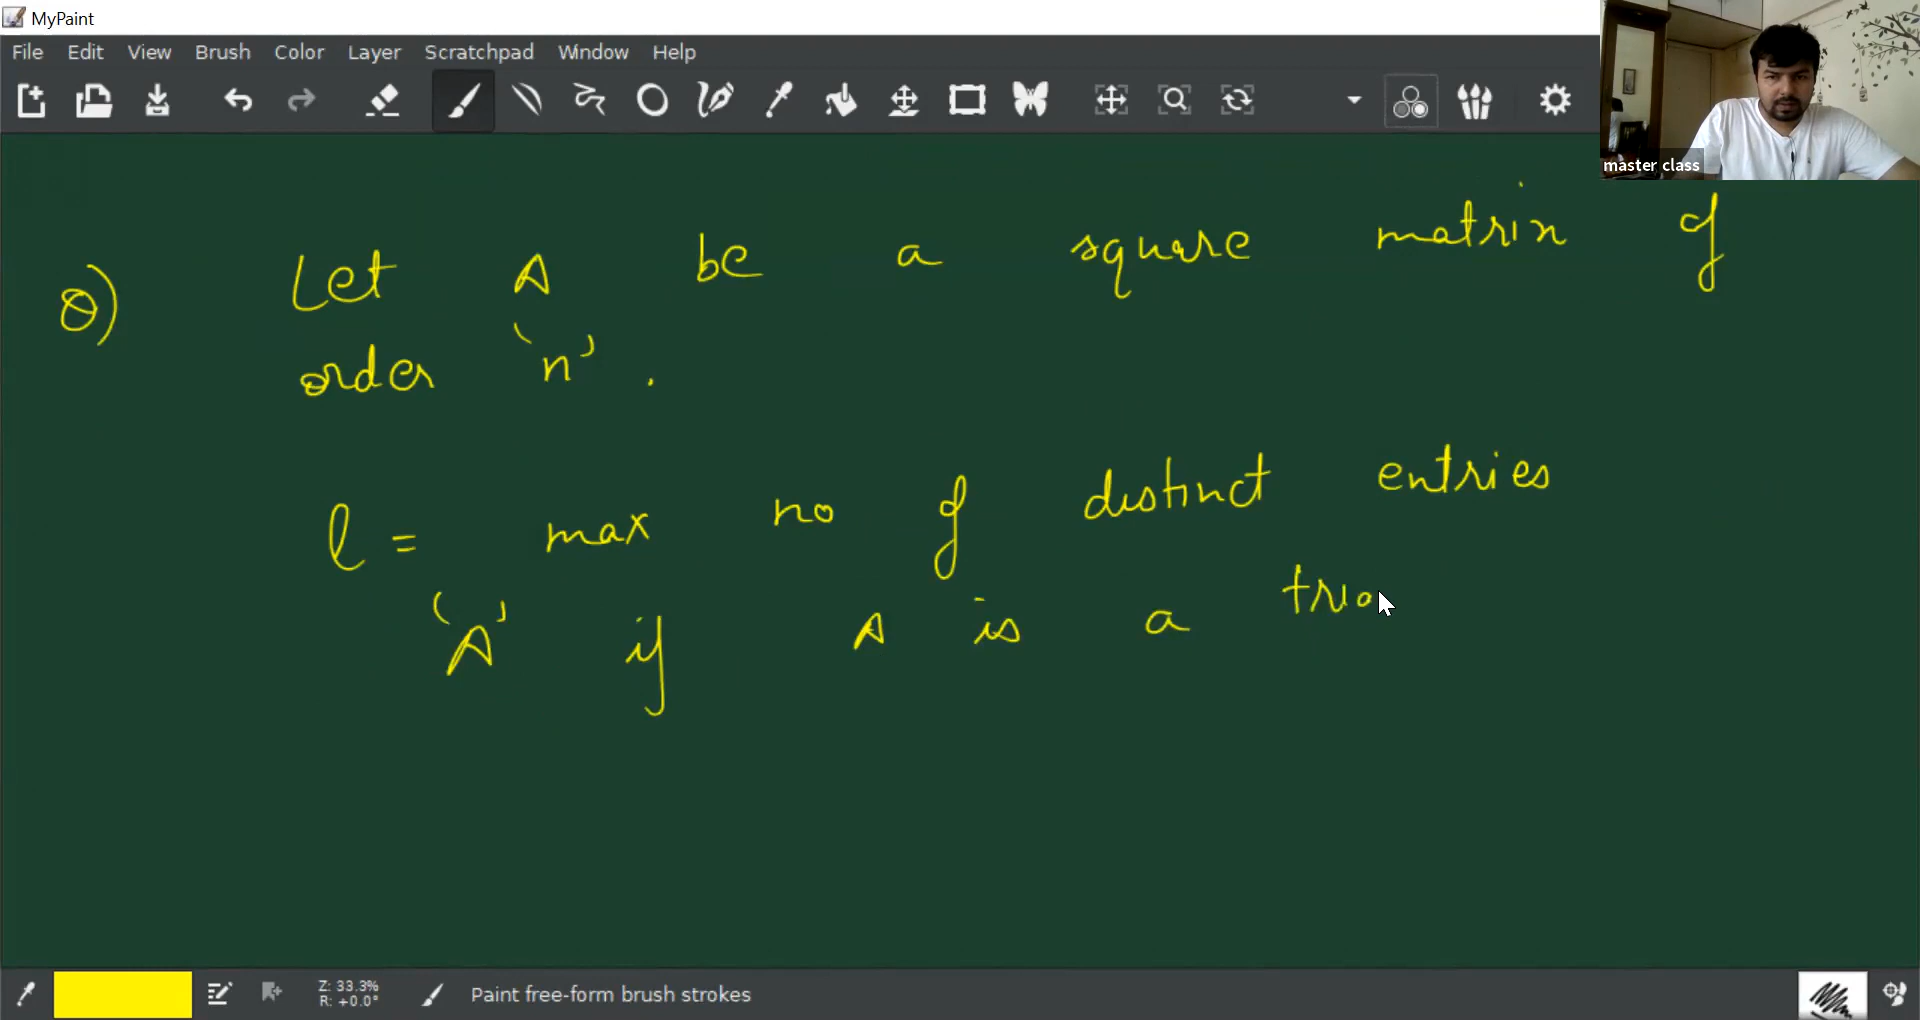 MyPaint
File Edit View Brush Color Layer Scratchpad Window Help
master class
Q) Let A be a square matrix of
order 'n' .
l = max no of distinct entries
'A' if A is a tria
Z: 33.3%
R: +0.0°
Paint free-form brush strokes